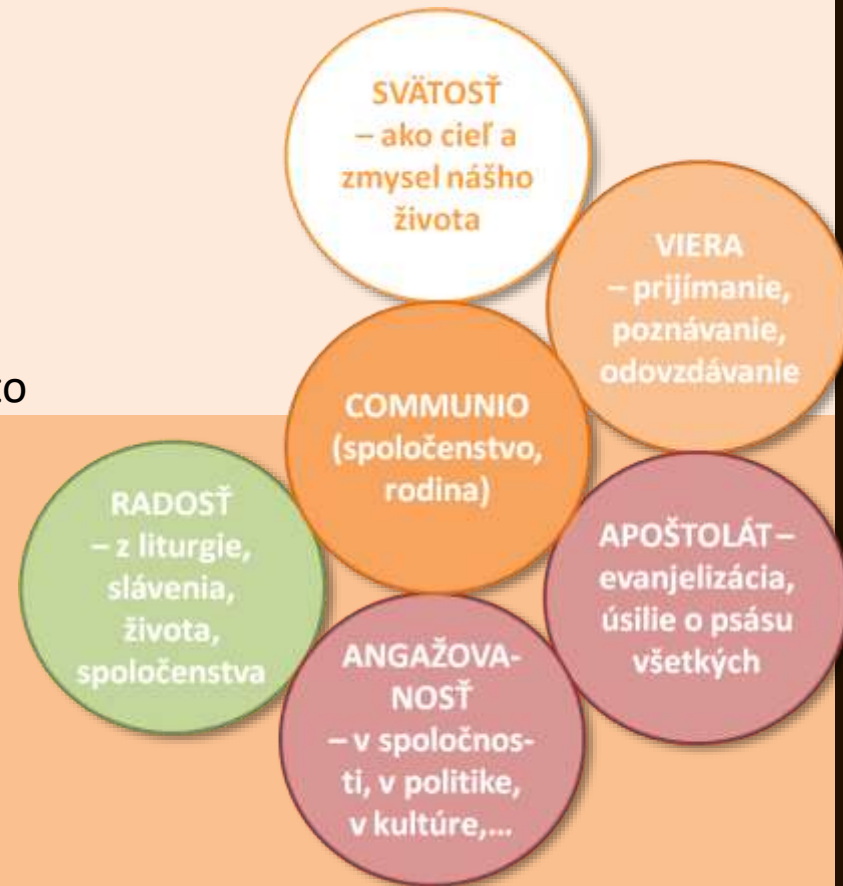 SVÄTOSŤ
– ako cieľ a
zmysel nášho
života
VIERA
– prijímanie,
poznávanie,
odovzdávanie
COMMUNIO
(spoločenstvo,
rodina)
RADOSŤ
– z liturgie,
slávenia,
života,
spoločenstva
APOŠTOLÁT –
evanjelizácia,
úsilie o psásu
všetkých
ANGAŽOVA-
NOSŤ
– v spoločnos-
ti, v politike,
v kultúre,...